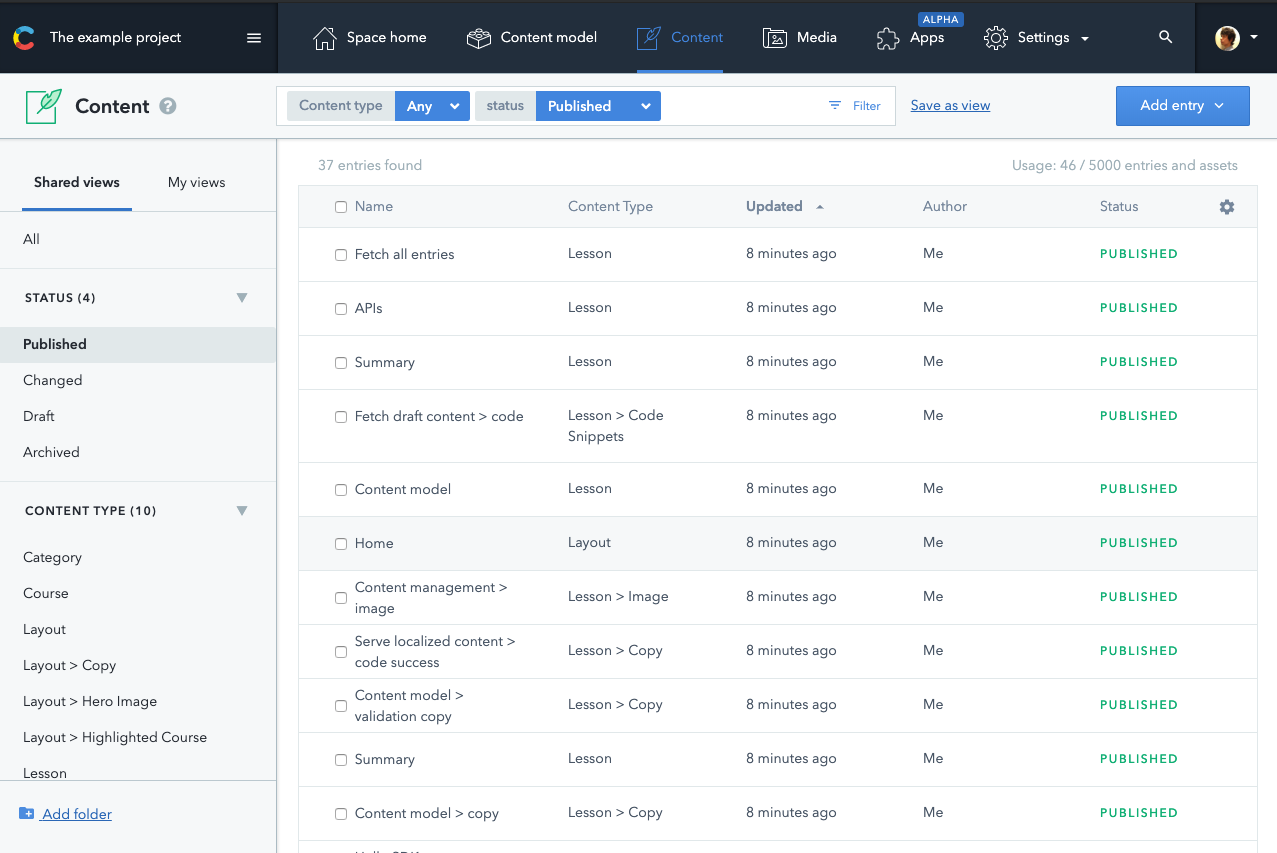 The example project
Space home
Content model
Content
Media
ALPHA
Apps
Settings
Content ?
Content type Any
status Published
Filter
Save as view
Add entry
Shared views
My views
All
STATUS (4)
Published
Changed
Draft
Archived
CONTENT TYPE (10)
Category
Course
Layout
Layout > Copy
Layout > Hero Image
Layout > Highlighted Course
Lesson
Add folder
37 entries found
Usage: 46 / 5000 entries and assets
Name Content Type Updated Author Status
Fetch all entries Lesson 8 minutes ago Me PUBLISHED
APIs Lesson 8 minutes ago Me PUBLISHED
Summary Lesson 8 minutes ago Me PUBLISHED
Fetch draft content > code Lesson > Code 8 minutes ago Me PUBLISHED
Snippets
Content model Lesson 8 minutes ago Me PUBLISHED
Home Layout 8 minutes ago Me PUBLISHED
Content management >
image Lesson > Image 8 minutes ago Me PUBLISHED
Serve localized content >
code success Lesson > Copy 8 minutes ago Me PUBLISHED
Content model >
validation copy Lesson > Copy 8 minutes ago Me PUBLISHED
Summary Lesson 8 minutes ago Me PUBLISHED
Content model > copy Lesson > Copy 8 minutes ago Me PUBLISHED